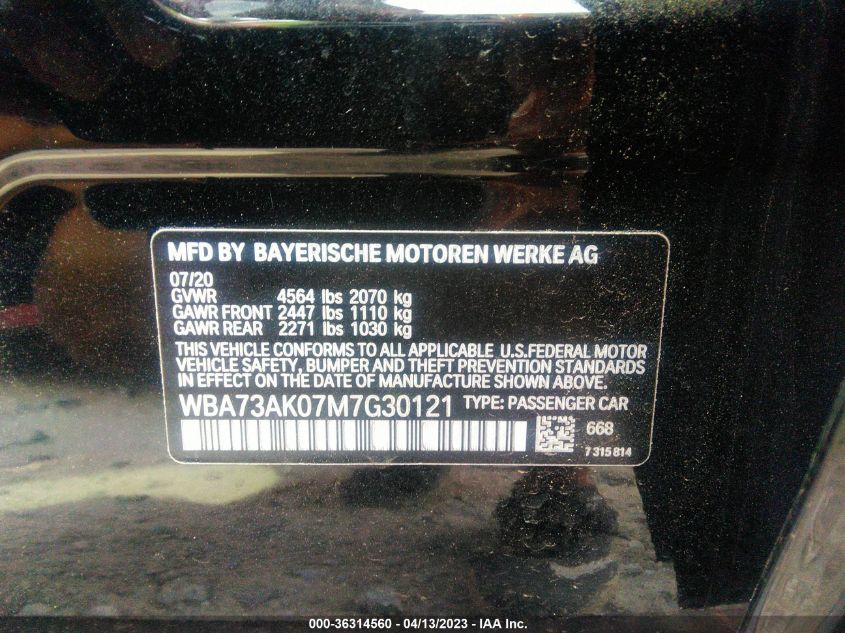 MFD BY BAYERISCHE MOTOREN WERKE AG
07/20
GVWR 4564 lbs 2070 kg
GAWR FRONT 2447 lbs 1110 kg
GAWR REAR 2271 lbs 1030 kg
THIS VEHICLE CONFORMS TO ALL APPLICABLE U.S.FEDERAL MOTOR
VEHICLE SAFETY, BUMPER AND THEFT PREVENTION STANDARDS
IN EFFECT ON THE DATE OF MANUFACTURE SHOWN ABOVE.
WBA73AK07M7G30121 TYPE: PASSENGER CAR
668
7 315 814
000-36314560 - 04/13/2023 - IAA Inc.